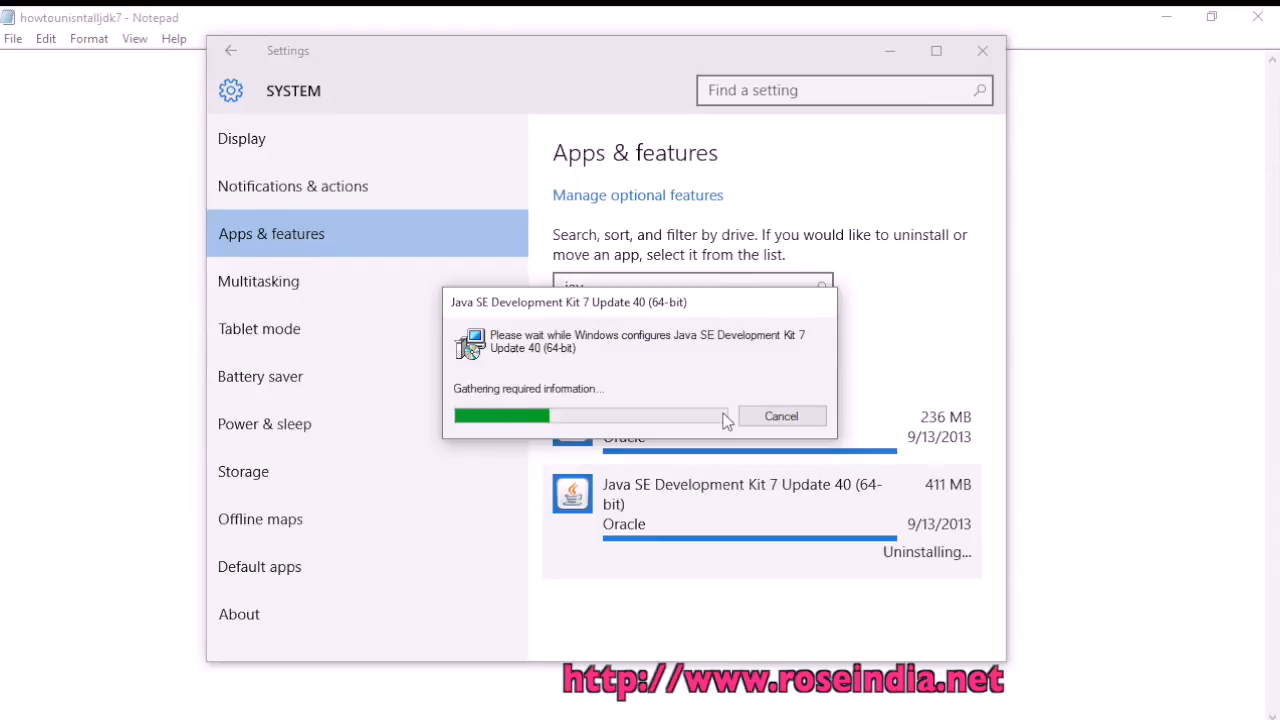 howtounisntalljdk7 - Notepad
File Edit Format View Help
Settings
SYSTEM
Find a setting
Display
Notifications & actions
Apps & features
Multitasking
Tablet mode
Battery saver
Power & sleep
Storage
Offline maps
Default apps
About
Apps & features
Manage optional features
Search, sort, and filter by drive. If you would like to uninstall or
move an app, select it from the list.
Java SE Development Kit 7 Update 40 (64-bit)
Please wait while Windows configures Java SE Development Kit 7
Update 40 (64-bit)
Gathering required information...
Cancel
236 MB
Oracle 9/13/2013
Java SE Development Kit 7 Update 40 (64- 411 MB
bit)
Oracle 9/13/2013
Uninstalling...
http://www.roseindia.net